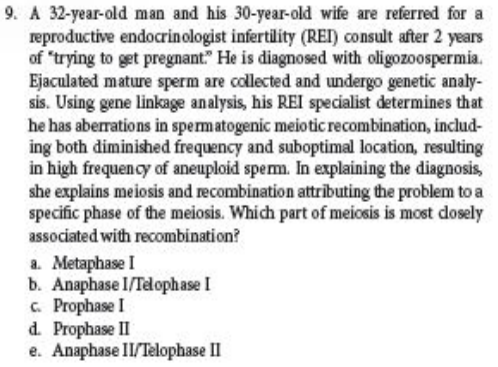 9. A 32-year-old man and his 30-year-old wife are referred for a
reproductive endocrinologist infertility (REI) consult after 2 years
of "trying to get pregnant." He is diagnosed with oligozoospermia.
Ejaculated mature sperm are collected and undergo genetic analy-
sis. Using gene linkage analysis, his REI specialist determines that
he has aberrations in spermatogenic meiotic recombination, includ-
ing both diminished frequency and suboptimal location, resulting
in high frequency of aneuploid sperm. In explaining the diagnosis,
she explains meiosis and recombination attributing the problem to a
specific phase of the meiosis. Which part of meiosis is most closely
associated with recombination?
a. Metaphase I
b. Anaphase I/Telophase I
c. Prophase I
d. Prophase II
e. Anaphase II/Telophase II